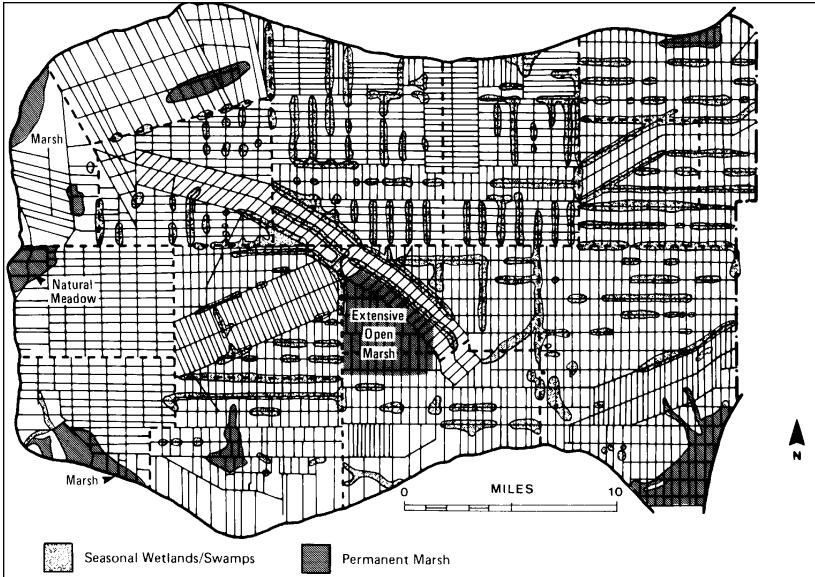 Marsh
Natural
Meadow
Extensive
Open
Marsh
Marsh
N
MILES
0 10
Seasonal Wetlands/Swamps
Permanent Marsh